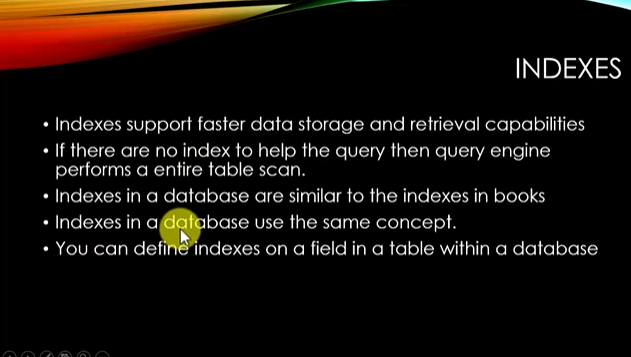 INDEXES
• Indexes support faster data storage and retrieval capabilities
• If there are no index to help the query then query engine
performs a entire table scan.
• Indexes in a database are similar to the indexes in books
• Indexes in a database use the same concept.
• You can define indexes on a field in a table within a database